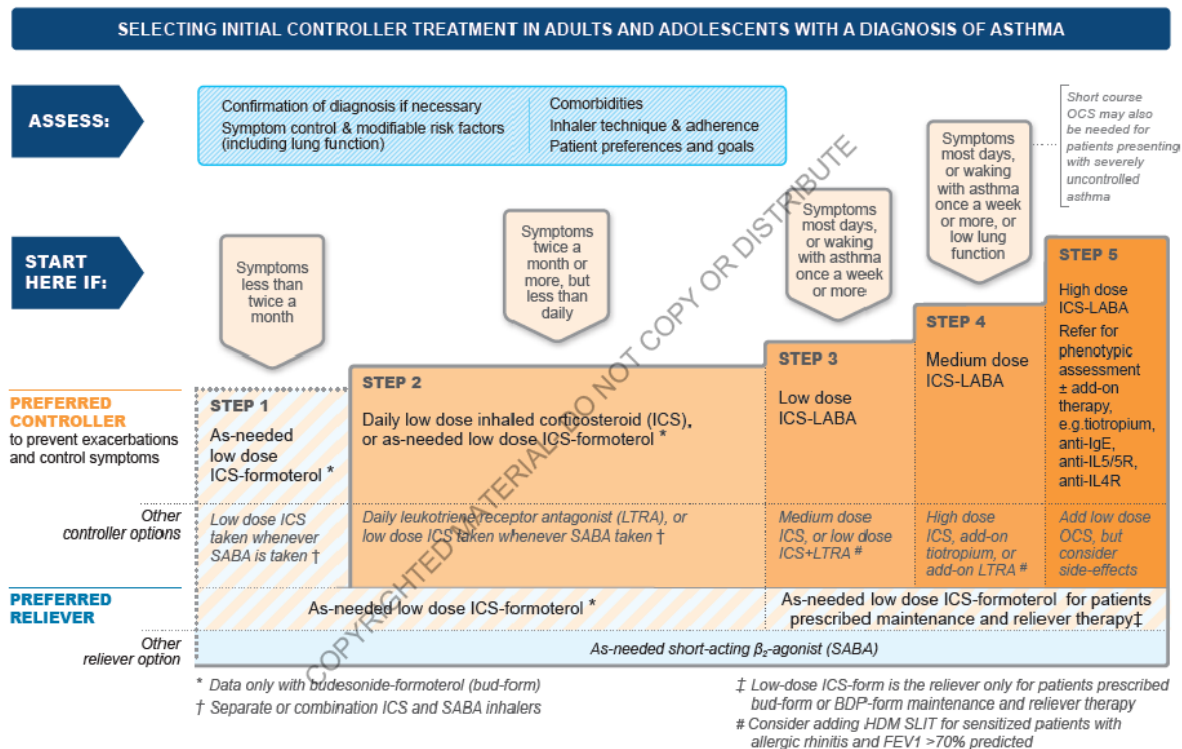 SELECTING INITIAL CONTROLLER TREATMENT IN ADULTS AND ADOLESCENTS WITH A DIAGNOSIS OF ASTHMA
ASSESS:
Confirmation of diagnosis if necessary
Symptom control & modifiable risk factors
(including lung function)
Comorbidities
Inhaler technique & adherence
Patient preferences and goals
Short course
OCS may also
be needed for
patients presenting
with severely
uncontrolled
asthma
START
HERE IF:
Symptoms
less than
twice a
month
Symptoms
twice a
month or
more, but
less than
daily
Symptoms
most days,
or waking
with asthma
once a week
or more
Symptoms
most days,
or waking
with asthma
once a week
or more, or
low lung
function
PREFERRED
CONTROLLER
to prevent exacerbations
and control symptoms
STEP 1
As-needed
low dose
ICS-formoterol *
STEP 2
Daily low dose inhaled corticosteroid (ICS),
or as-needed low dose ICS-formoterol *
STEP 3
Low dose
ICS-LABA
STEP 4
Medium dose
ICS-LABA
STEP 5
High dose
ICS-LABA
Refer for
phenotypic
assessment
± add-on
therapy,
e.g.tiotropium,
anti-IgE,
anti-IL5/5R,
anti-IL4R
Other
controller options
Low dose ICS
taken whenever
SABA is taken †
Daily leukotriene receptor antagonist (LTRA), or
low dose ICS taken whenever SABA taken †
Medium dose
ICS, or low dose
ICS+LTRA #
High dose
ICS, add-on
tiotropium, or
add-on LTRA #
Add low dose
OCS, but
consider
side-effects
PREFERRED
RELIEVER
As-needed low dose ICS-formoterol *
As-needed low dose ICS-formoterol for patients
prescribed maintenance and reliever therapy‡
Other
reliever option
As-needed short-acting β₂-agonist (SABA)
* Data only with budesonide-formoterol (bud-form)
† Separate or combination ICS and SABA inhalers
‡ Low-dose ICS-form is the reliever only for patients prescribed
bud-form or BDP-form maintenance and reliever therapy
# Consider adding HDM SLIT for sensitized patients with
allergic rhinitis and FEV1 >70% predicted
COPYRIGHTED MATERIAL- DO NOT COPY OR DISTRIBUTE